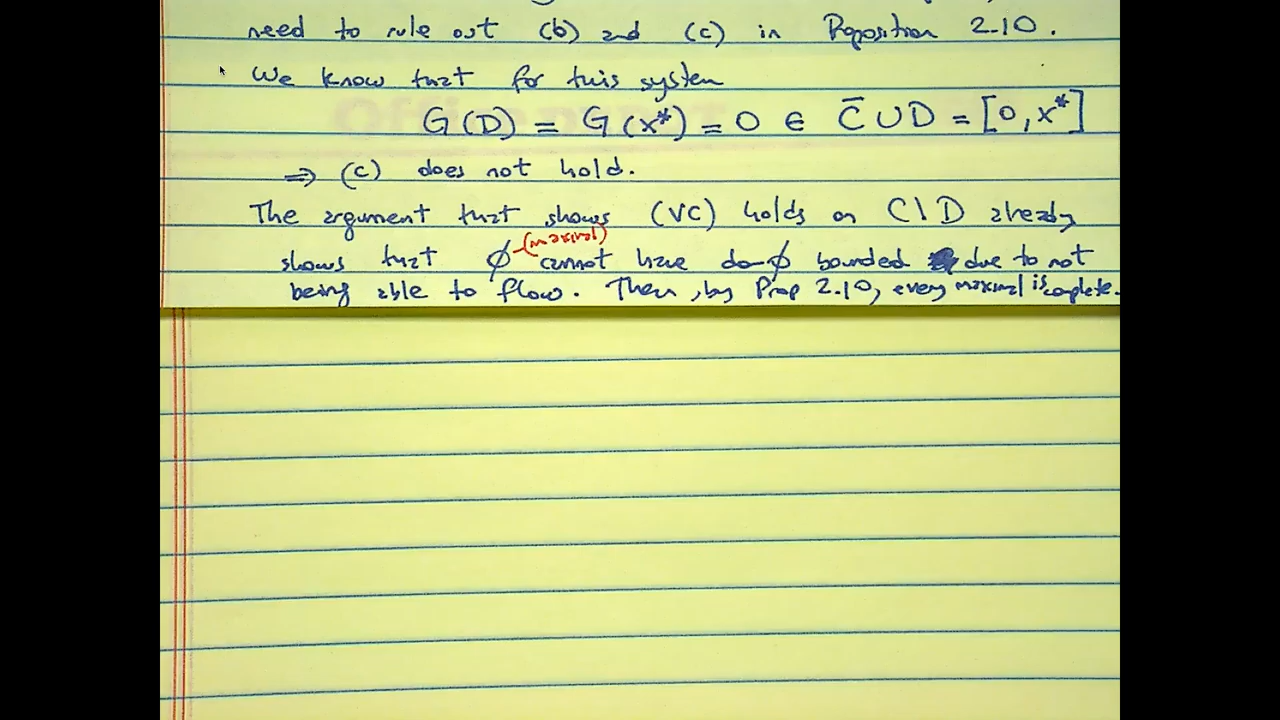 need to rule out (b) and (c) in Proposition 2.10.
We know that for this system
G(D) = G(x*) = 0 ∈ C̄ ∪ D = [0, x*]
⇒ (c) does not hold.
The argument that shows (VC) holds on C\D already
(maximal)
shows that ϕ cannot have dom ϕ bounded due to not
being able to flow. Then, by Prop 2.10, every maximal is complete.